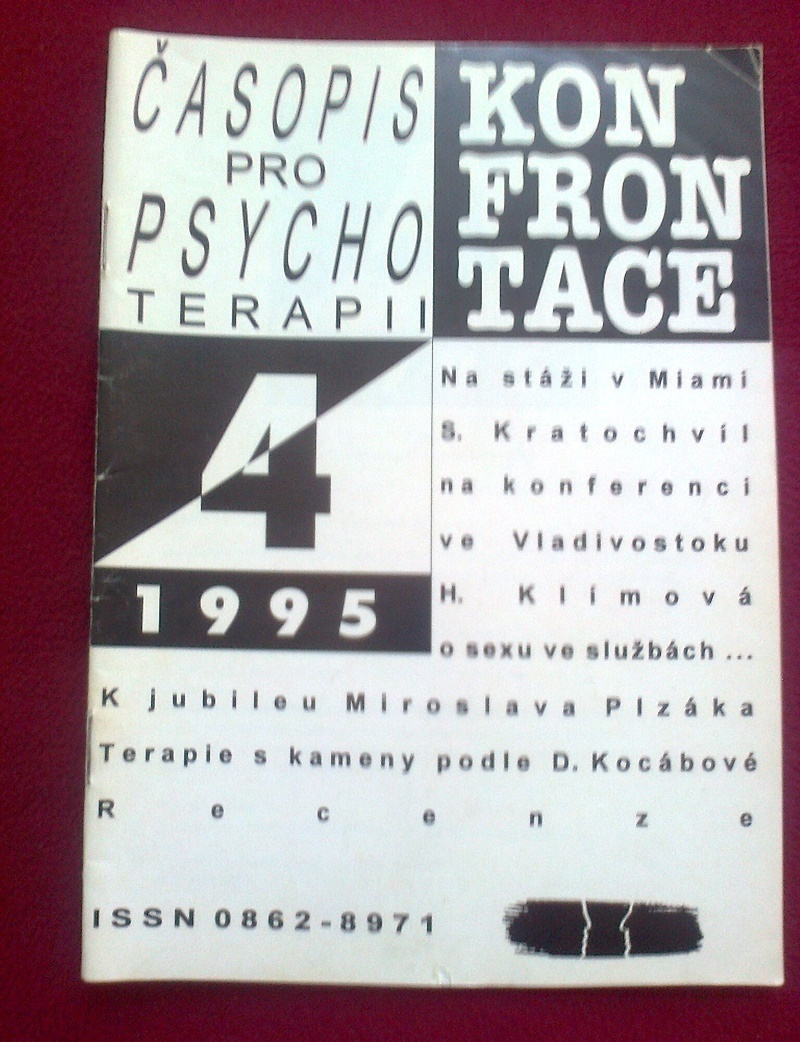 ČASOPIS
PRO
PSYCHO
TERAPII
KON
FRON
TACE
4
1995
Na stáži v Miami
S. Kratochvíl
na konferenci
ve Vladivostoku
H. Klímová
o sexu ve službách ...
K jubileu Miroslava Plzáka
Terapie s kameny podle D. Kocábové
Recenze
ISSN 0862-8971